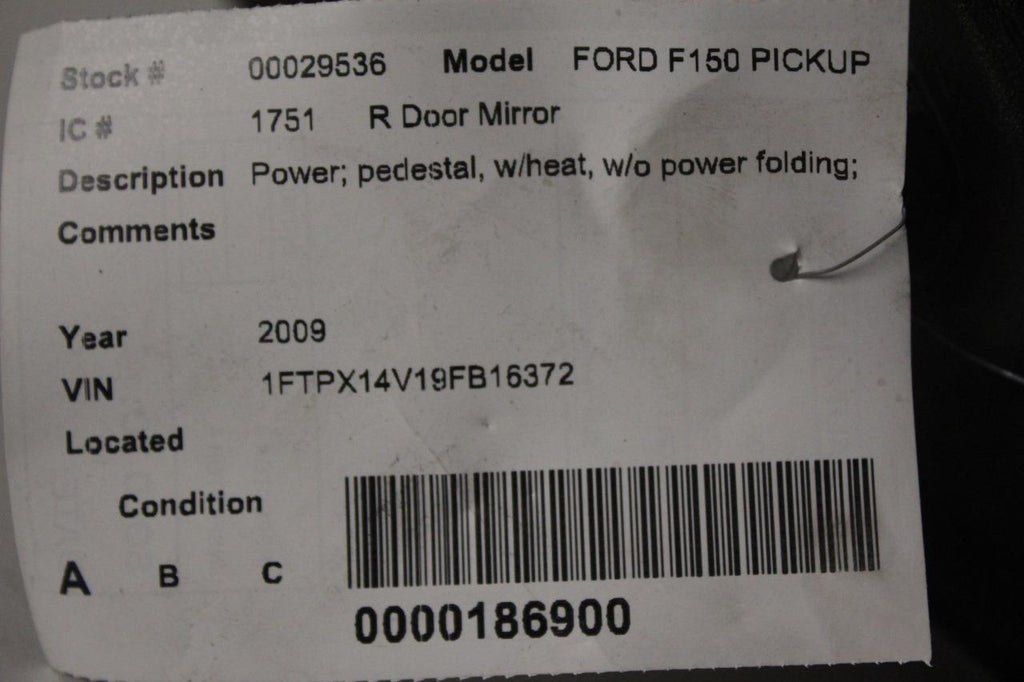 Stock # 00029536 Model FORD F150 PICKUP
IC # 1751 R Door Mirror
Description Power; pedestal, w/heat, w/o power folding;
Comments
Year 2009
VIN 1FTPX14V19FB16372
Located
Condition
A B C
0000186900